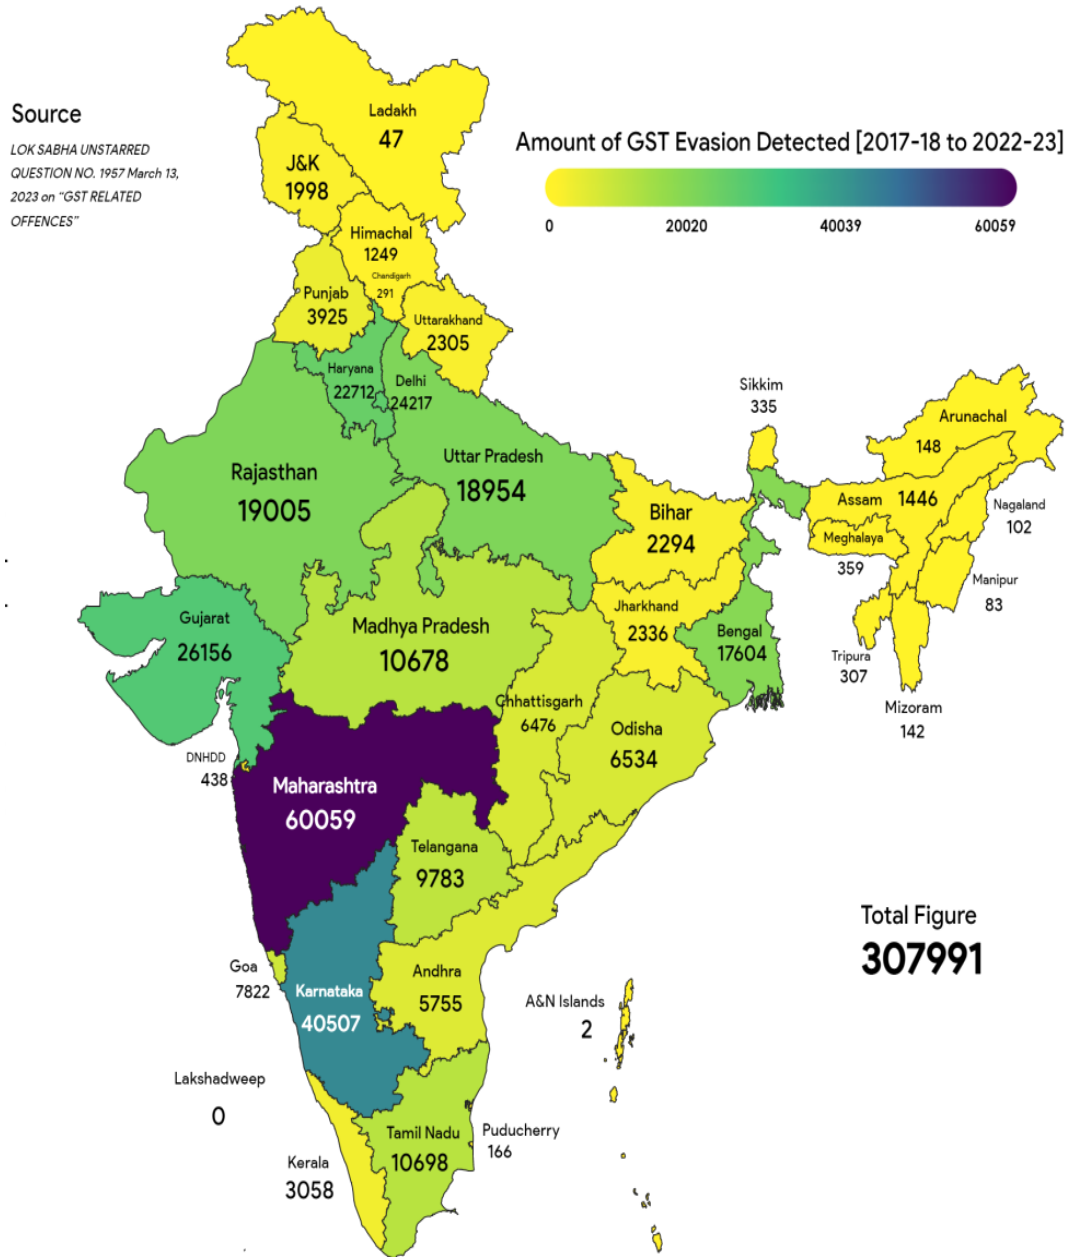 Source
LOK SABHA UNSTARRED
QUESTION NO. 1957 March 13,
2023 on “GST RELATED
OFFENCES”
Amount of GST Evasion Detected [2017-18 to 2022-23]
0 20020 40039 60059
Ladakh
47
J&K
1998
Himachal
1249
Chandigarh
291
Punjab
3925
Uttarakhand
2305
Haryana
22712
Delhi
24217
Sikkim
335
Arunachal
148
Rajasthan
19005
Uttar Pradesh
18954
Bihar
2294
Assam 1446
Nagaland
102
Meghalaya
359
Manipur
83
Gujarat
26156
Madhya Pradesh
10678
Jharkhand
2336
Bengal
17604
Tripura
307
Mizoram
142
Chhattisgarh
6476
Odisha
6534
DNHDD
438
Maharashtra
60059
Telangana
9783
Total Figure
307991
Goa
7822
Karnataka
40507
Andhra
5755
A&N Islands
2
Lakshadweep
0
Tamil Nadu
10698
Puducherry
166
Kerala
3058